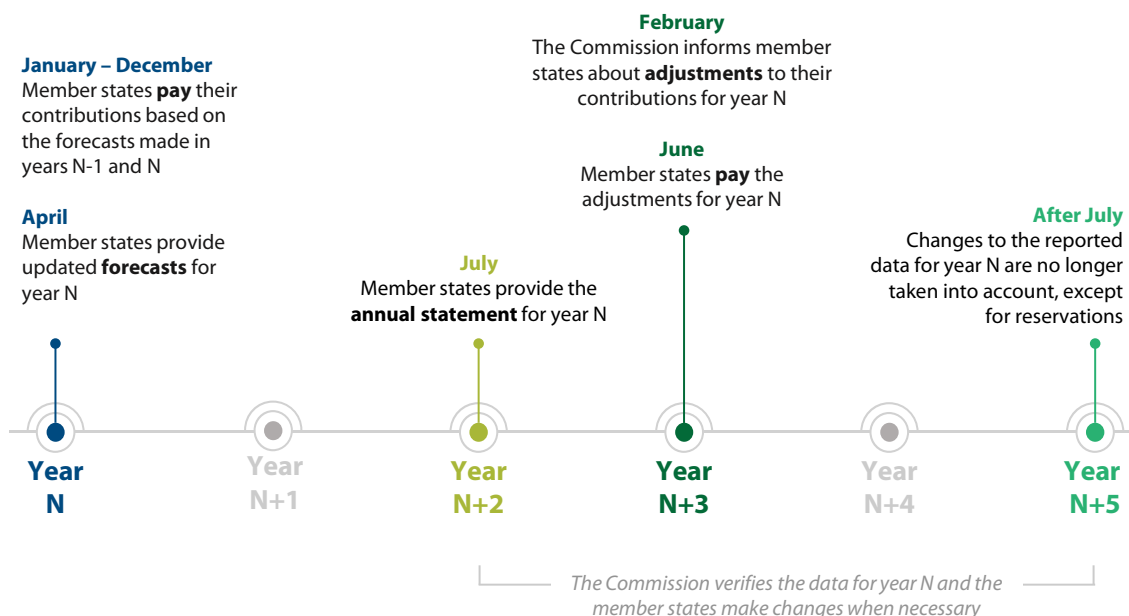 January – December
Member states pay their
contributions based on
the forecasts made in
years N-1 and N
April
Member states provide
updated forecasts for
year N
July
Member states provide the
annual statement for year N
February
The Commission informs member
states about adjustments to their
contributions for year N
June
Member states pay the
adjustments for year N
After July
Changes to the reported
data for year N are no longer
taken into account, except
for reservations
Year
N
Year
N+1
Year
N+2
Year
N+3
Year
N+4
Year
N+5
The Commission verifies the data for year N and the
member states make changes when necessary